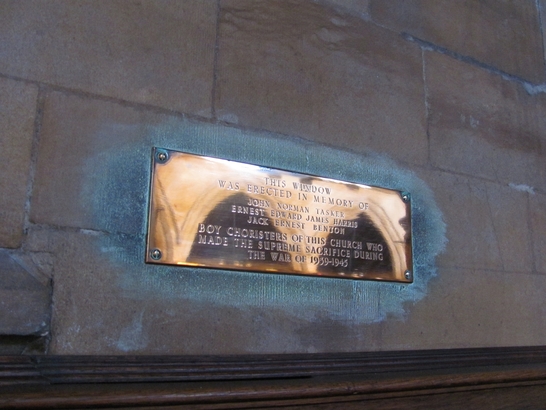 THIS WINDOW
WAS ERECTED IN MEMORY OF
JOHN NORMAN TASKER
ERNEST EDWARD JAMES HARRIS
JACK ERNEST BENTON
BOY CHORISTERS OF THIS CHURCH WHO
MADE THE SUPREME SACRIFICE DURING
THE WAR OF 1939-1945